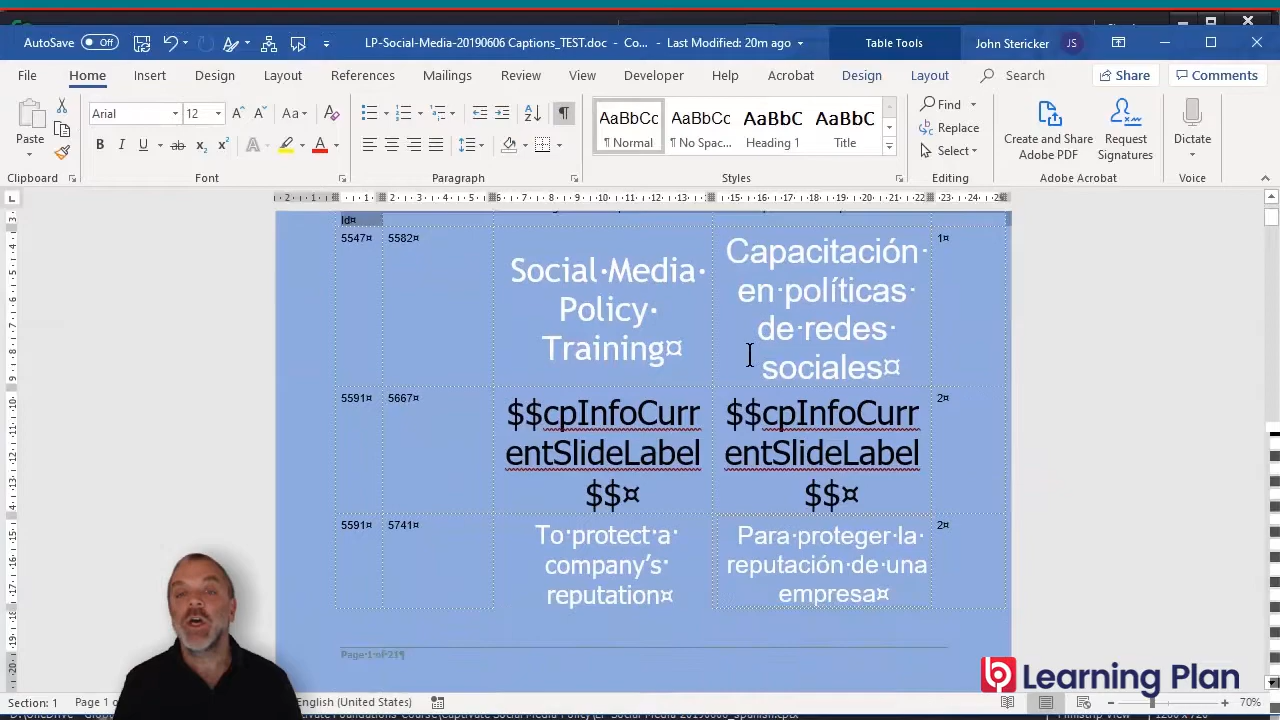 AutoSave Off LP-Social-Media-20190606 Captions_TEST.doc - Co... - Last Modified: 20m ago Table Tools John Stericker JS
File Home Insert Design Layout References Mailings Review View Developer Help Acrobat Design Layout Search Share Comments
Paste
Clipboard
Arial 12
Font
Paragraph
AaBbCc AaBbCc AaBbC AaBbC
¶ Normal ¶ No Spac... Heading 1 Title
Styles
Find
Replace
Select
Editing
Create and Share Adobe PDF
Request Signatures
Adobe Acrobat
Dictate
Voice
Id¤
5547¤ 5582¤
Social·Media·
Policy·
Training¤
Capacitación·
en·políticas·
de·redes·
sociales¤
1¤
5591¤ 5667¤
$$cpInfoCurr
entSlideLabel
$$¤
$$cpInfoCurr
entSlideLabel
$$¤
2¤
5591¤ 5741¤
To·protect·a·
company’s·
reputation¤
Para·proteger·la·
reputación·de·una
empresa¤
2¤
Page·1·of·21¶
Learning Plan
Section: 1 Page 1 English (United States) 70%